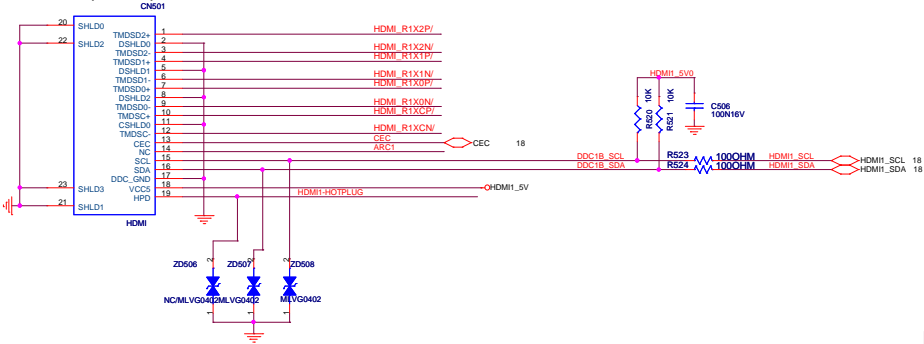 CN501
20 SHLD0 TMDSD2+ 1 HDMI_R1X2P/
DSHLD0 2
22 SHLD2 TMDSD2- 3 HDMI_R1X2N/
TMDSD1+ 4 HDMI_R1X1P/
DSHLD1 5
TMDSD1- 6 HDMI_R1X1N/
TMDSD0+ 7 HDMI_R1X0P/
DSHLD2 8
TMDSD0- 9 HDMI_R1X0N/
TMDSC+ 10 HDMI_R1XCP/
CSHLD0 11
TMDSC- 12 HDMI_R1XCN/
CEC 13 CEC CEC 18
NC 14 ARC1
SCL 15
SDA 16
DDC_GND 17
23 SHLD3 VCC5 18 HDMI1_5V
HPD 19 HDMI1-HOTPLUG
21 SHLD1
HDMI
HDMI1_5V0
R520 10K
R521 10K
C506
100N16V
DDC1B_SCL R523 100OHM HDMI1_SCL HDMI1_SCL 18
DDC1B_SDA R524 100OHM HDMI1_SDA HDMI1_SDA 18
ZD506 2 ZD507 2 ZD508 2
NC/MLVG0402 MLVG0402 MLVG0402
1 1 1